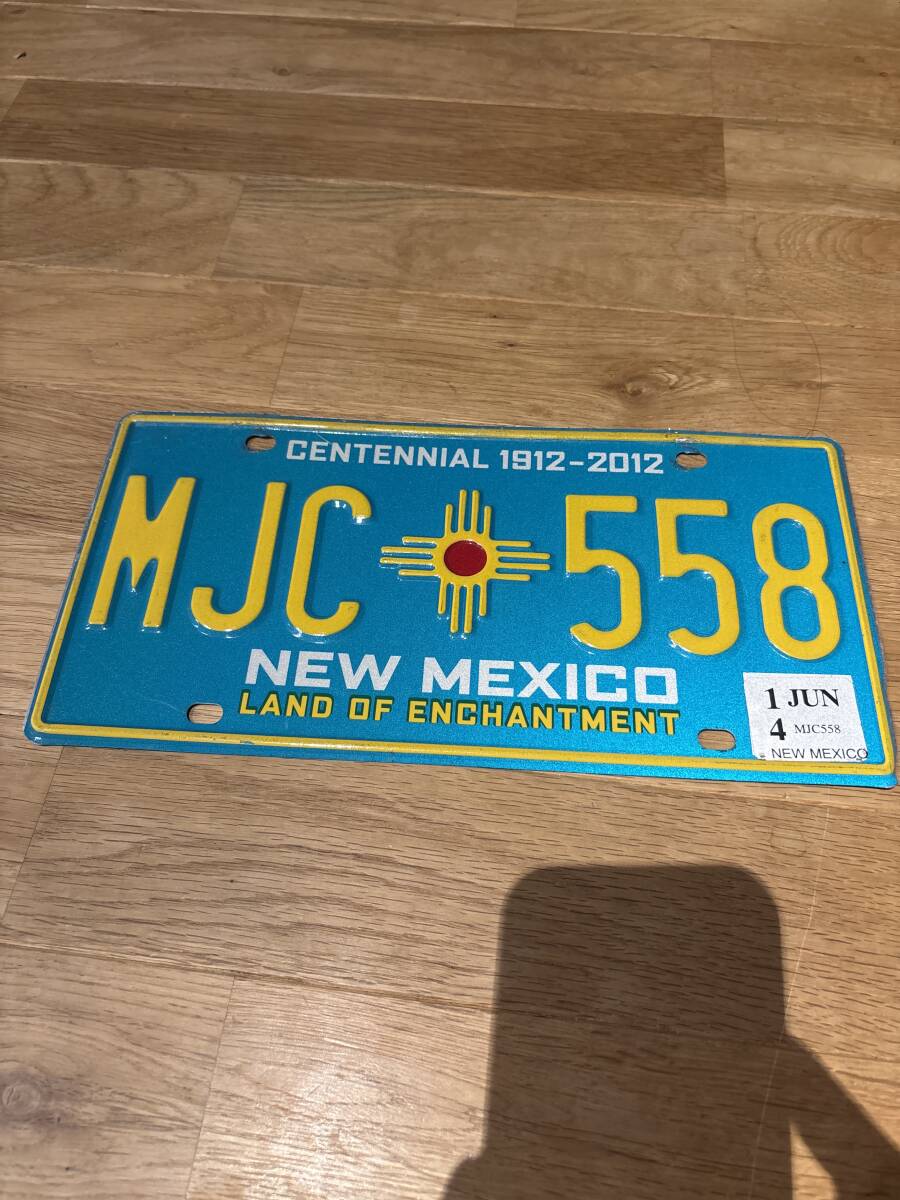 CENTENNIAL 1912-2012
MJC 558
NEW MEXICO
LAND OF ENCHANTMENT
1 JUN
4 MJC558
NEW MEXICO